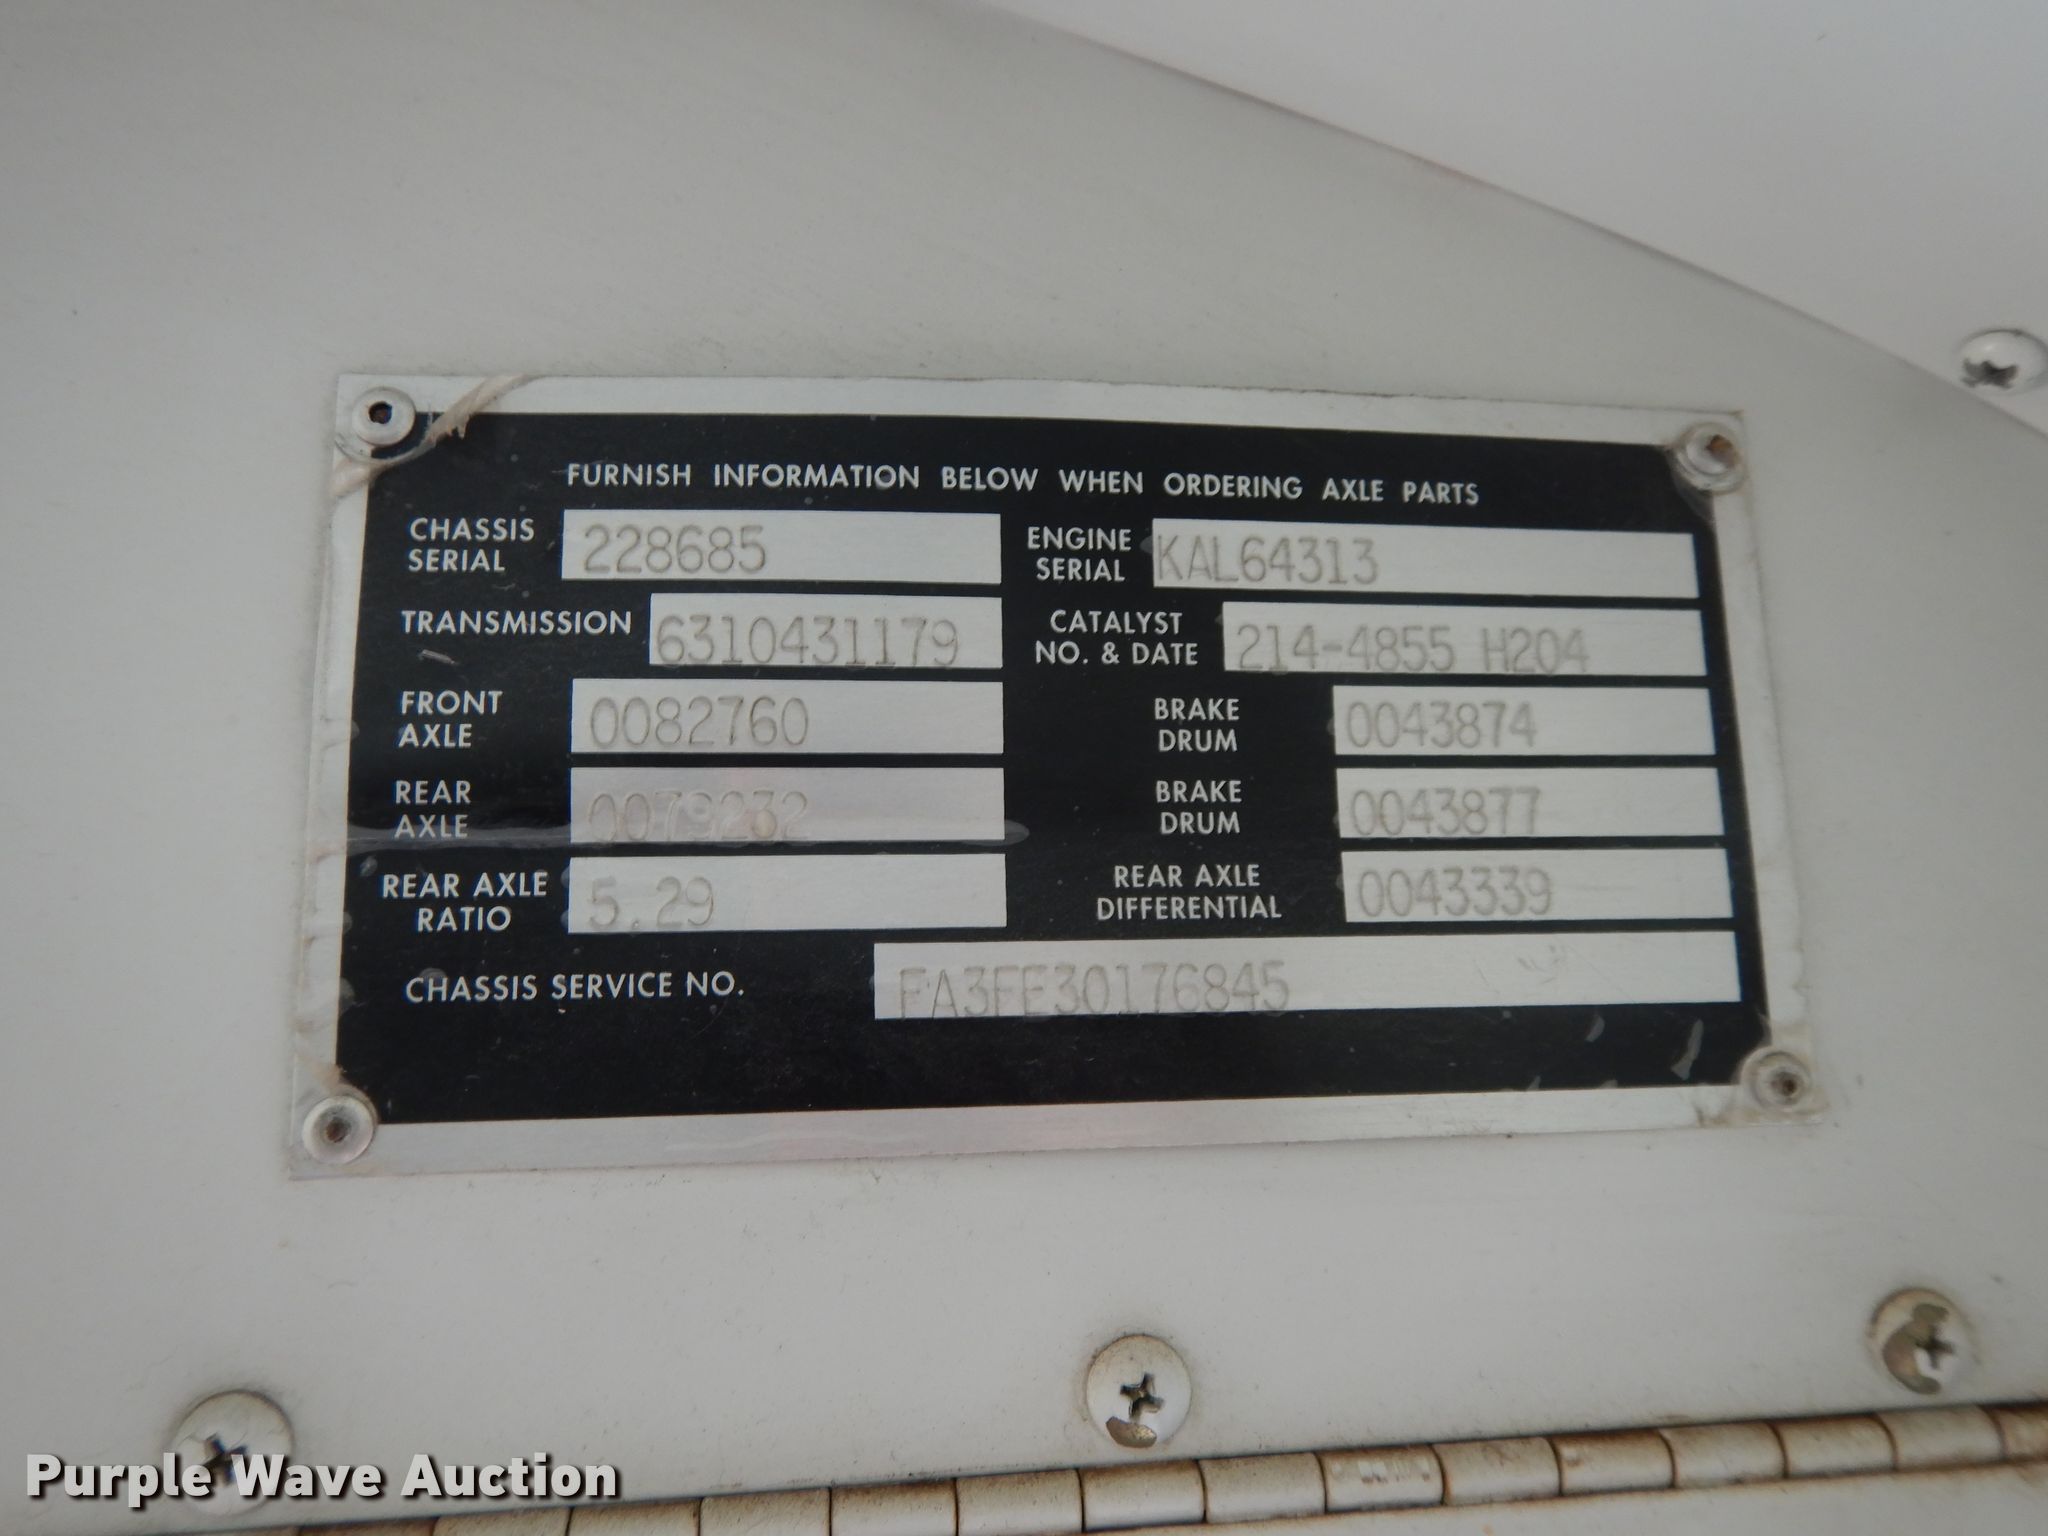 FURNISH INFORMATION BELOW WHEN ORDERING AXLE PARTS
CHASSIS SERIAL 228685
ENGINE SERIAL KAL64313
TRANSMISSION 6310431179
CATALYST NO. & DATE 214-4855 H204
FRONT AXLE 0082760
BRAKE DRUM 0043874
REAR AXLE 0079232
BRAKE DRUM 0043877
REAR AXLE RATIO 5.29
REAR AXLE DIFFERENTIAL 0043339
CHASSIS SERVICE NO. FA3FE30176845
Purple Wave Auction